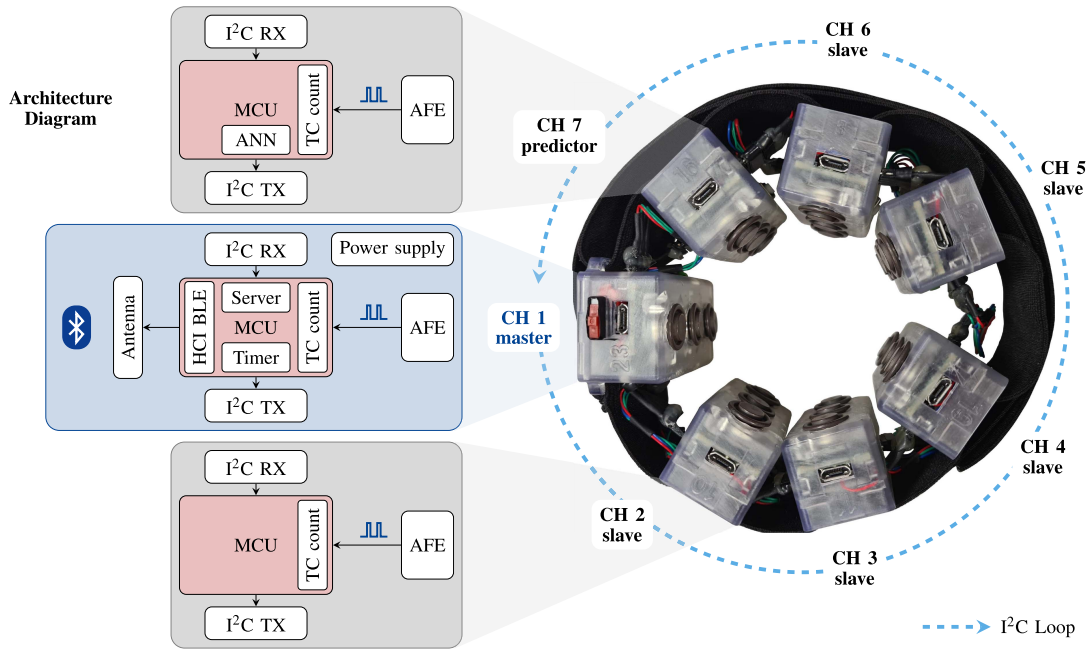 Architecture
Diagram
I²C RX
MCU
ANN
TC count
AFE
I²C TX
I²C RX
Power supply
Antenna
HCI BLE
Server
MCU
Timer
TC count
AFE
I²C TX
I²C RX
MCU
TC count
AFE
I²C TX
CH 6
slave
CH 7
predictor
CH 5
slave
CH 1
master
CH 4
slave
CH 2
slave
CH 3
slave
I²C Loop